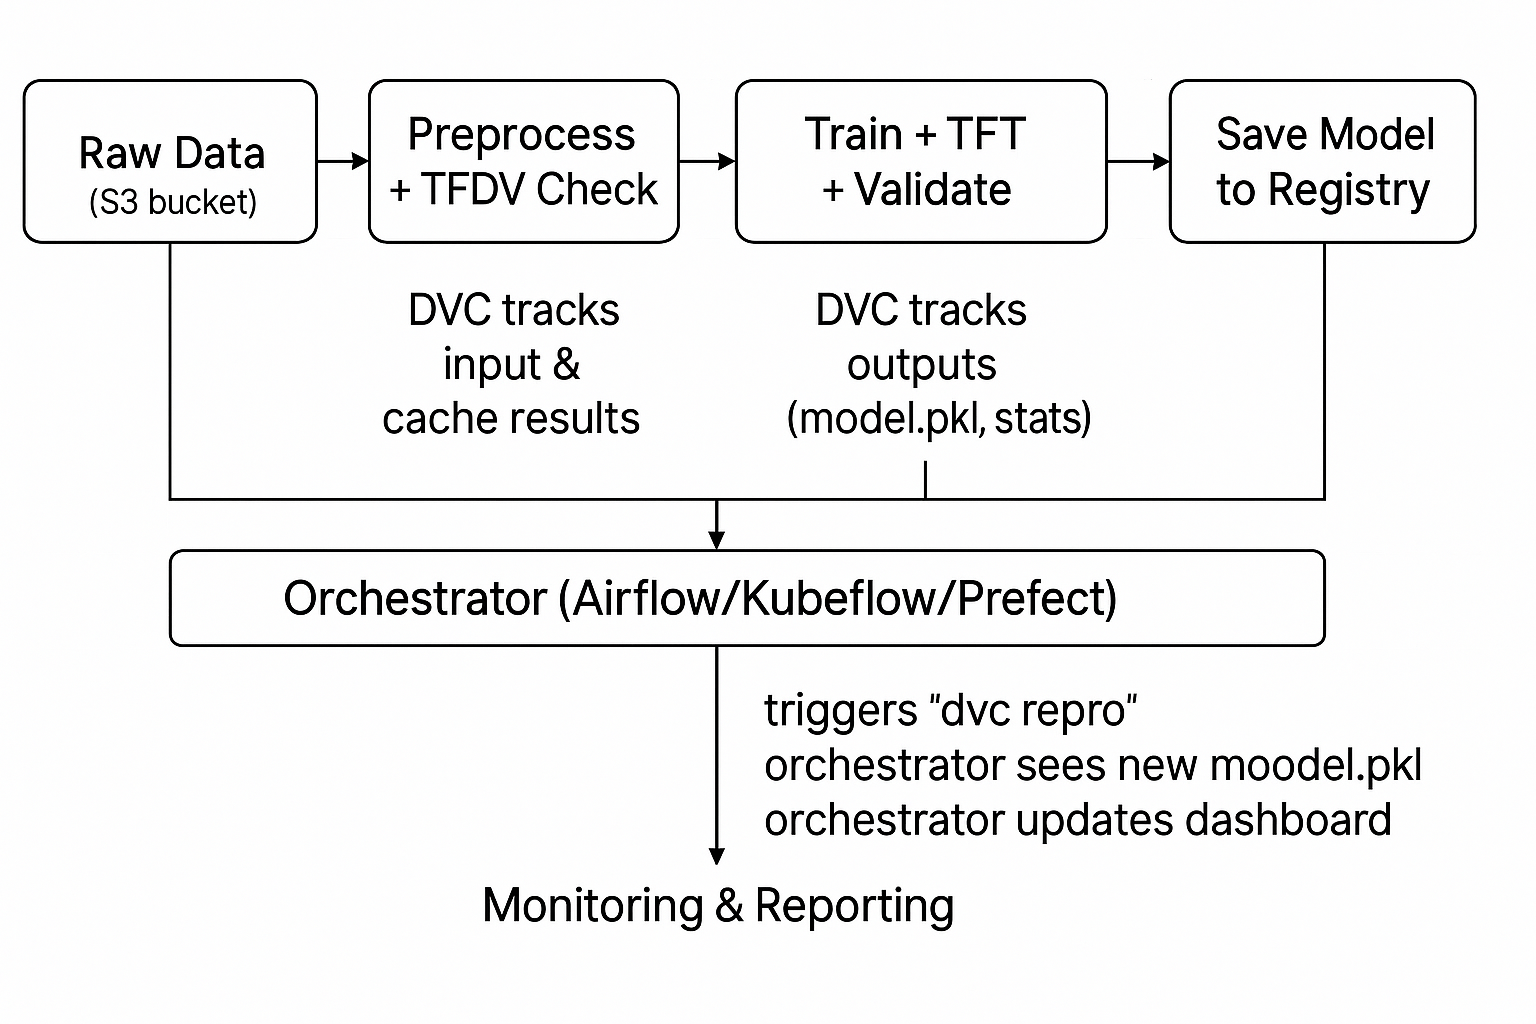 Raw Data
(S3 bucket)
Preprocess
+ TFDV Check
Train + TFT
+ Validate
Save Model
to Registry
DVC tracks
input &
cache results
DVC tracks
outputs
(model.pkl, stats)
Orchestrator (Airflow/Kubeflow/Prefect)
triggers "dvc repro"
orchestrator sees new moodel.pkl
orchestrator updates dashboard
Monitoring & Reporting